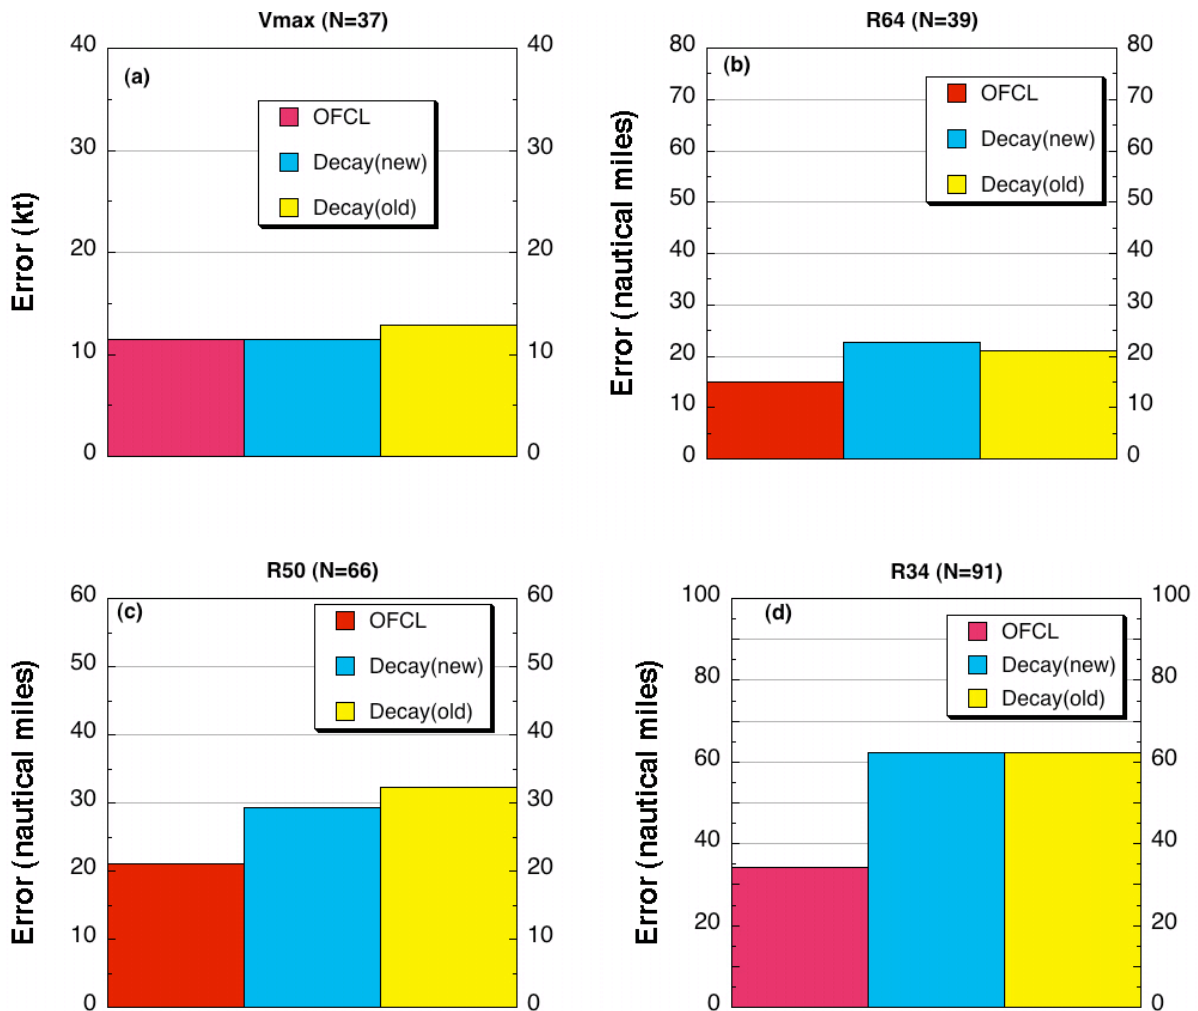 Vmax (N=37)
40
30
20
10
0
40
30
20
10
0
(a)
OFCL
Decay(new)
Decay(old)
Error (kt)
R64 (N=39)
80
70
60
50
40
30
20
10
0
80
70
60
50
40
30
20
10
0
(b)
OFCL
Decay(new)
Decay(old)
Error (nautical miles)
R50 (N=66)
60
50
40
30
20
10
0
60
50
40
30
20
10
0
(c)
OFCL
Decay(new)
Decay(old)
Error (nautical miles)
R34 (N=91)
100
80
60
40
20
0
100
80
60
40
20
0
(d)
OFCL
Decay(new)
Decay(old)
Error (nautical miles)